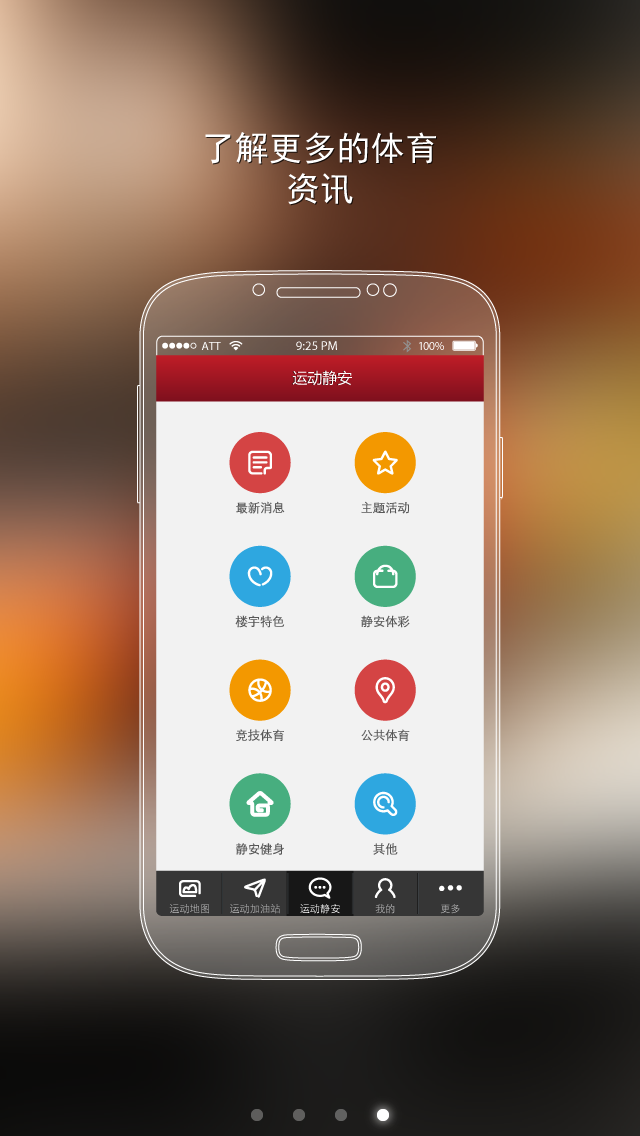 了解更多的体育
资讯
ATT 9:25 PM 100%
运动静安
最新消息 主题活动
楼宇特色 静安体彩
竞技体育 公共体育
静安健身 其他
运动地图 运动加油站 运动静安 我的 更多